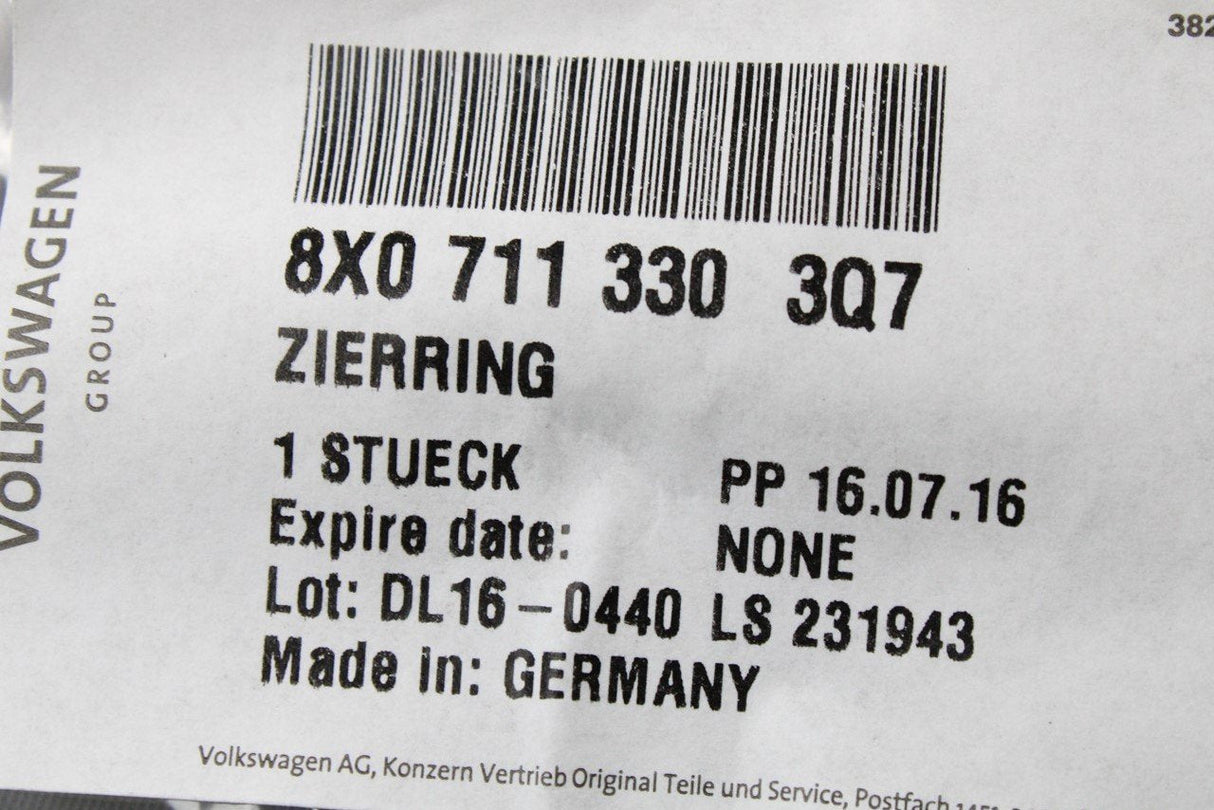 382
VOLKSWAGEN
GROUP
8X0 711 330 3Q7
ZIERRING
1 STUECK PP 16.07.16
Expire date: NONE
Lot: DL16-0440 LS 231943
Made in: GERMANY
Volkswagen AG, Konzern Vertrieb Original Teile und Service, Postfach